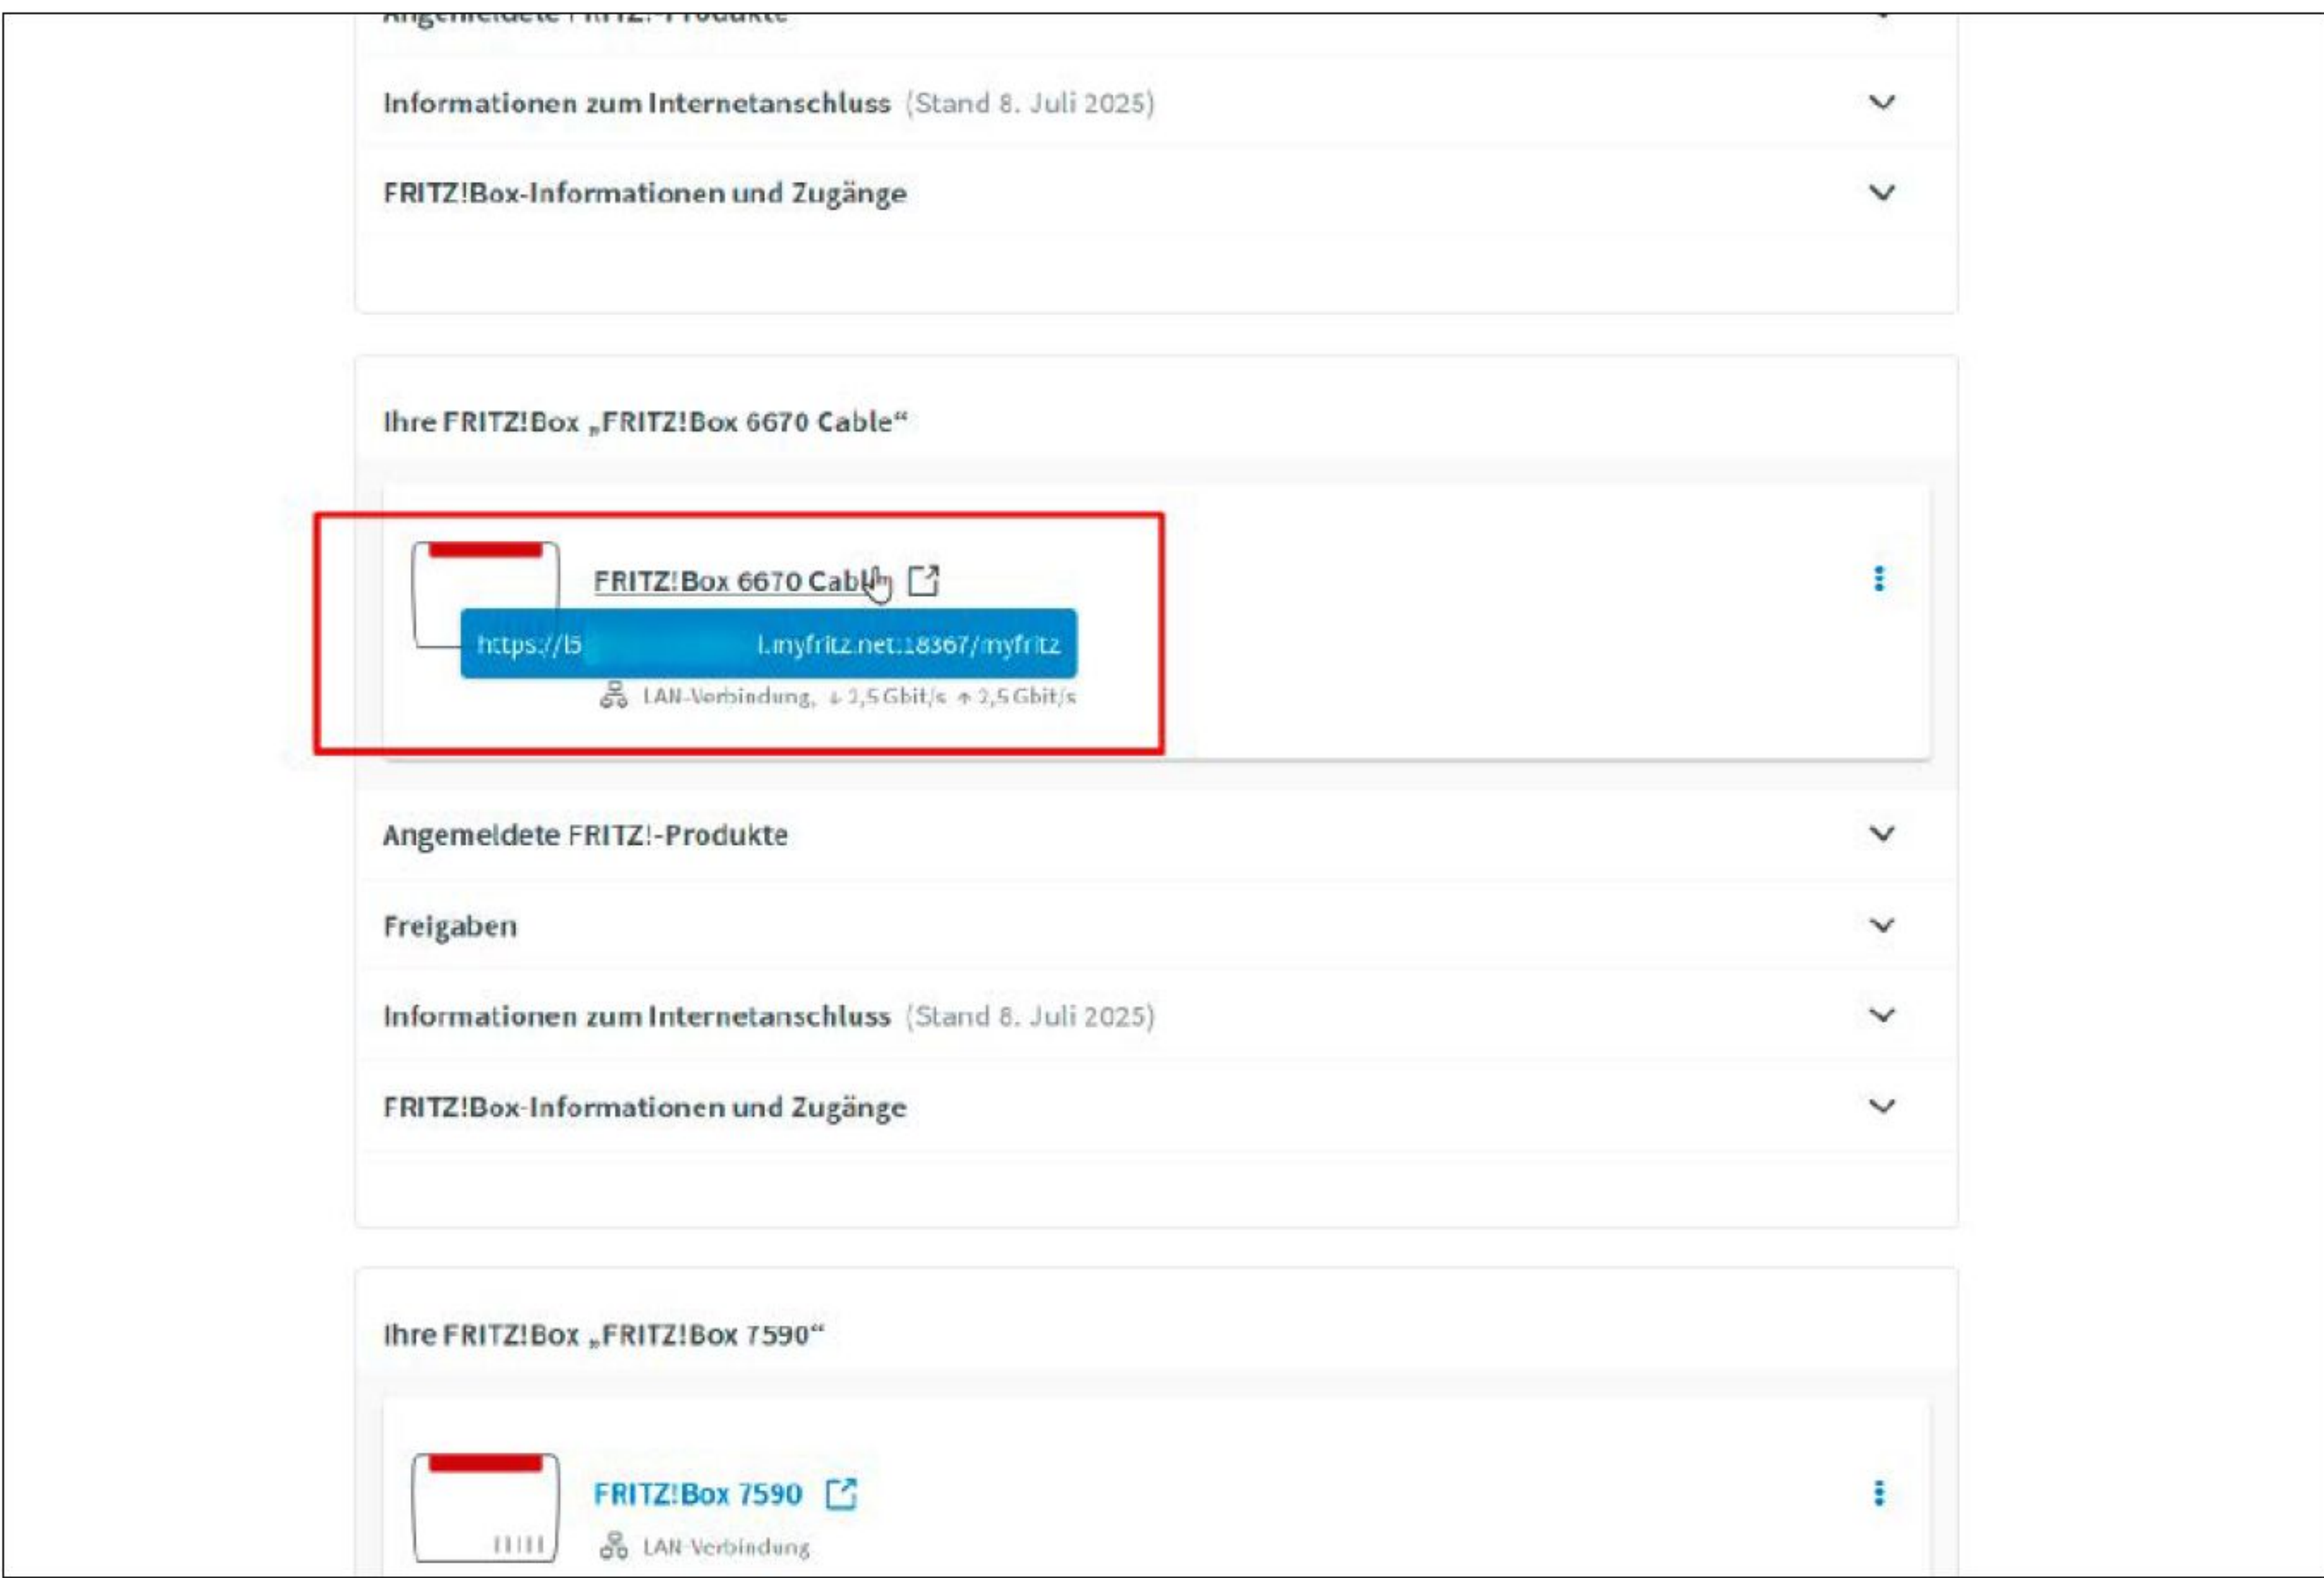 Angemeldete FRITZ!-Produkte
Informationen zum Internetanschluss (Stand 8. Juli 2025)
FRITZ!Box-Informationen und Zugänge
Ihre FRITZ!Box „FRITZ!Box 6670 Cable“
FRITZ!Box 6670
https://l5 l.myfritz.net:18367/myfritz
LAN-Verbindung, ↓ 2,5 Gbit/s ↑ 2,5 Gbit/s
Angemeldete FRITZ!-Produkte
Freigaben
Informationen zum Internetanschluss (Stand 8. Juli 2025)
FRITZ!Box-Informationen und Zugänge
Ihre FRITZ!Box „FRITZ!Box 7590“
FRITZ!Box 7590
LAN-Verbindung